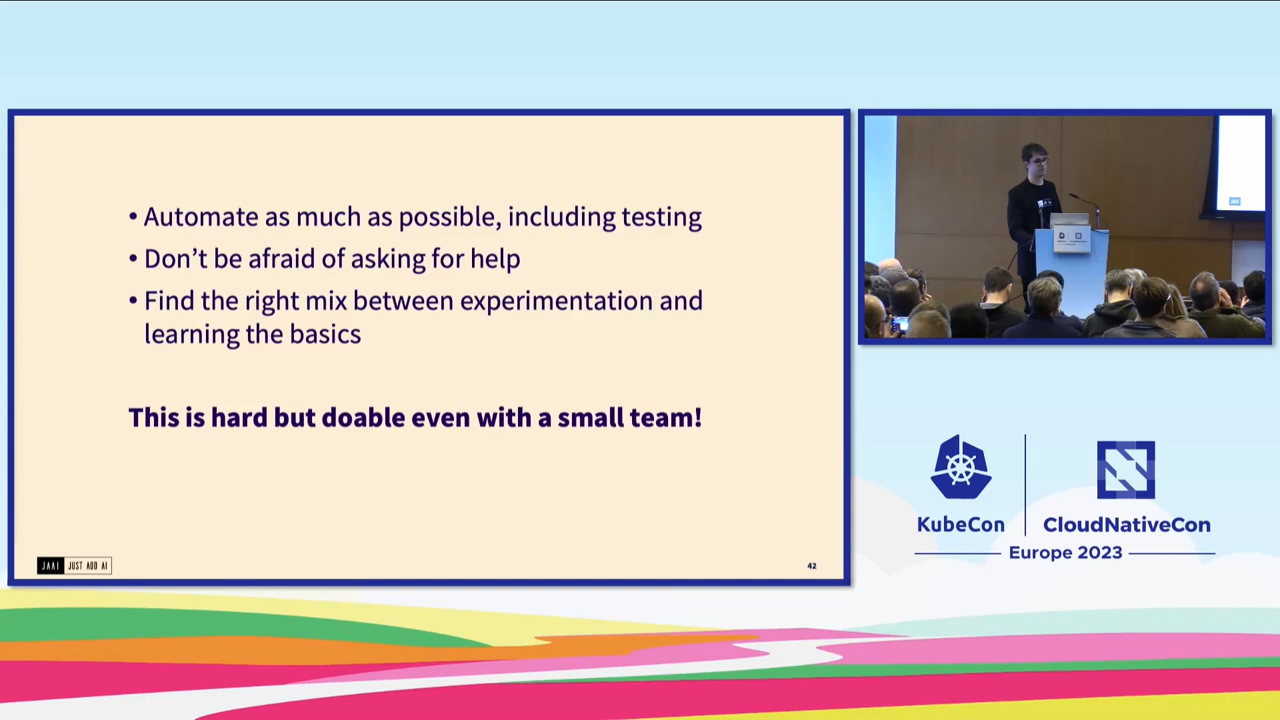 • Automate as much as possible, including testing
• Don’t be afraid of asking for help
• Find the right mix between experimentation and
learning the basics
This is hard but doable even with a small team!
JAAI JUST ADD AI
42
KubeCon
CloudNativeCon
Europe 2023